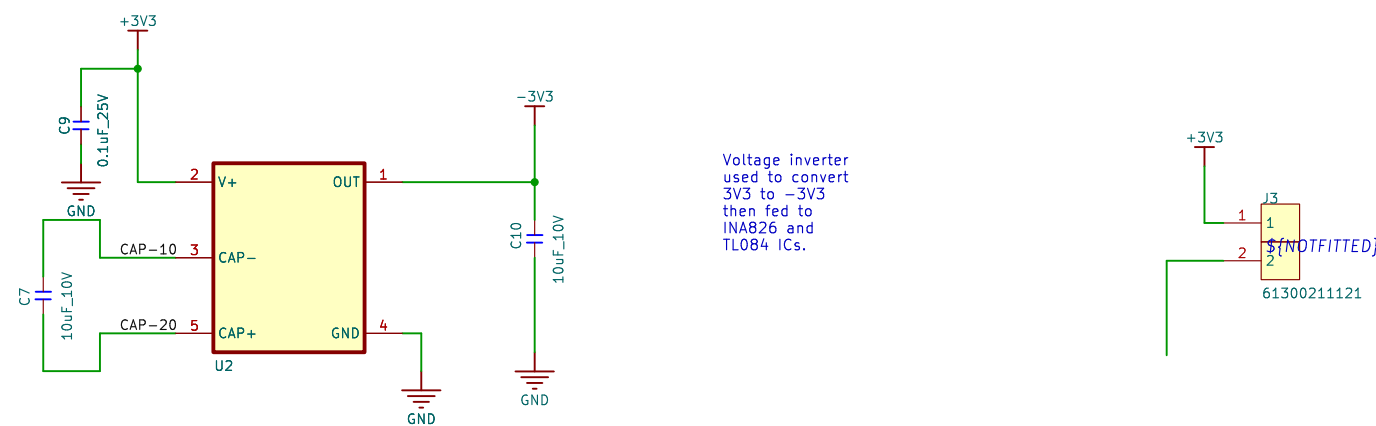 +3V3
C9
0.1uF_25V
GND
-3V3
2
V+
OUT
1
CAP-10
3
CAP-
C7
10uF_10V
CAP-20
5
CAP+
GND
4
U2
GND
C10
10uF_10V
GND
Voltage inverter
used to convert
3V3 to -3V3
then fed to
INA826 and
TL084 ICs.
+3V3
J3
1
1
${NOTFITTED}
2
2
61300211121